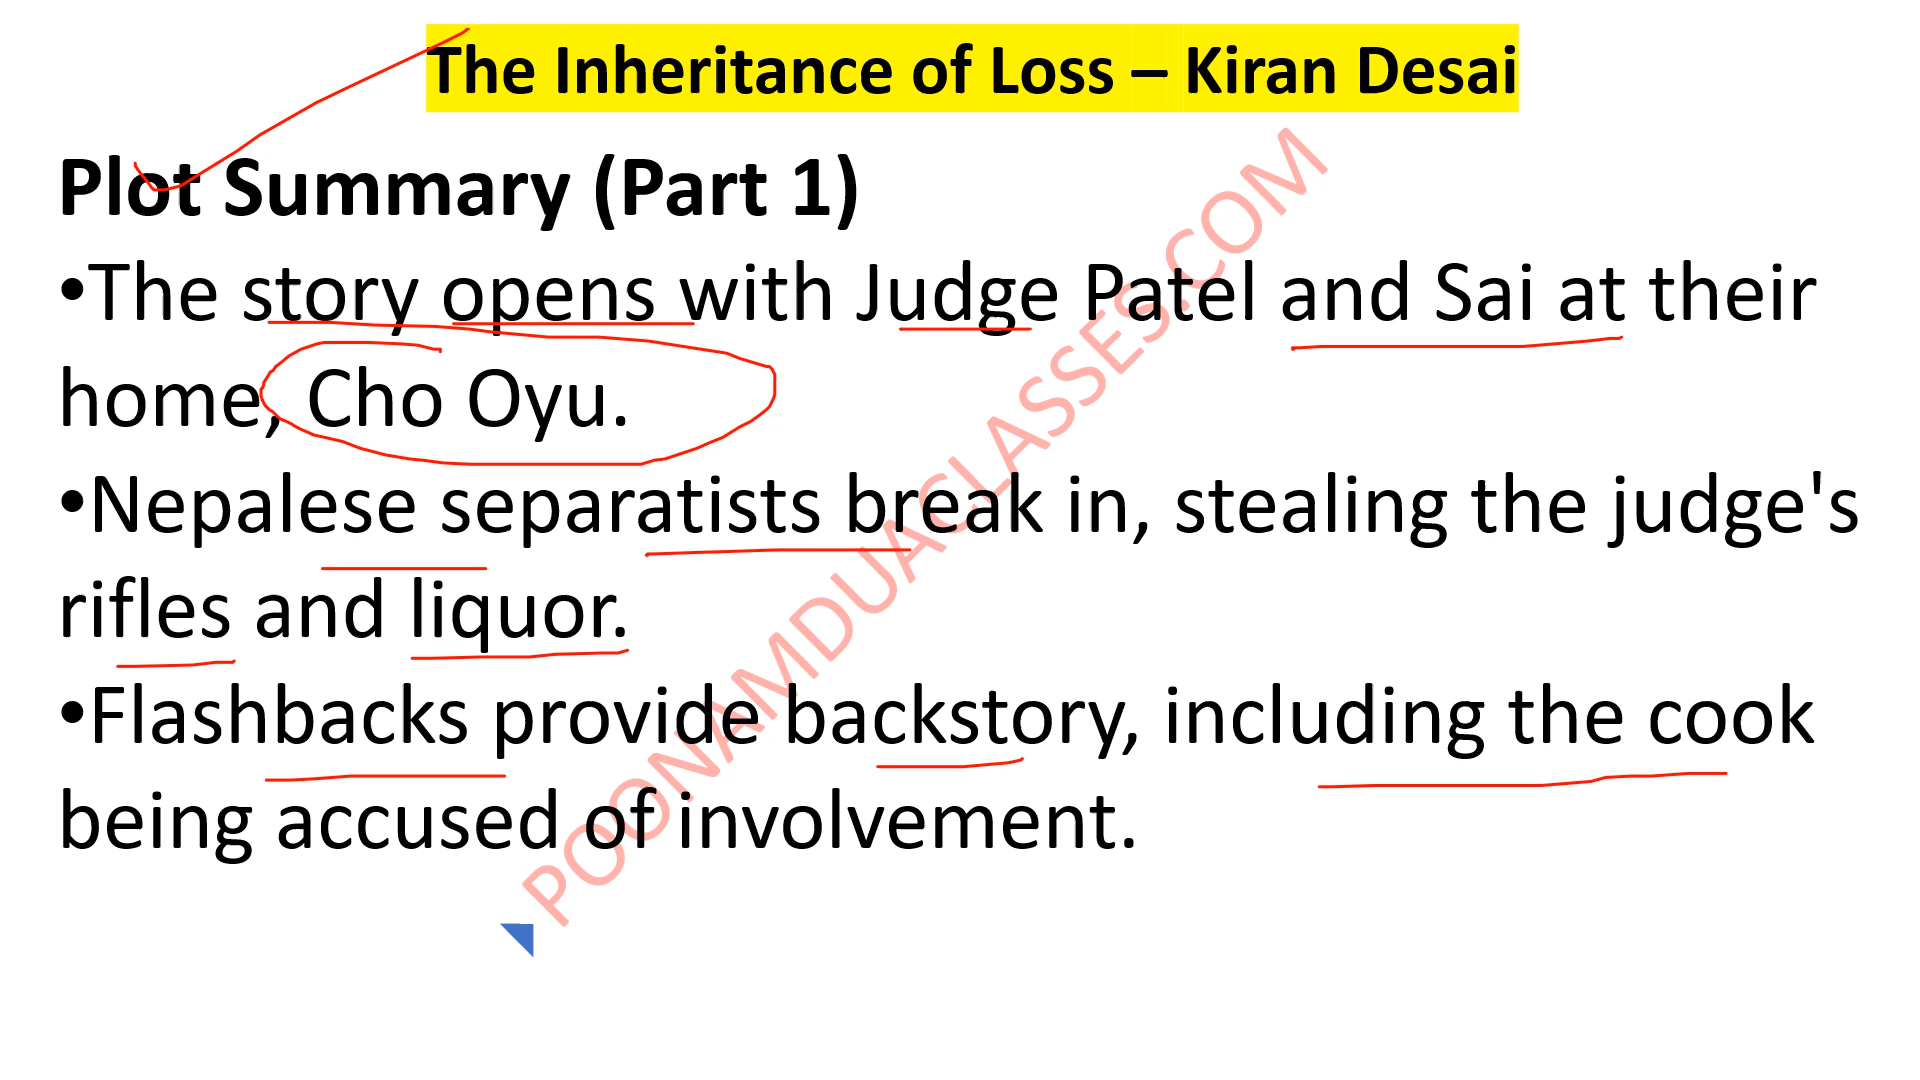 The Inheritance of Loss – Kiran Desai
Plot Summary (Part 1)
•The story opens with Judge Patel and Sai at their
home, Cho Oyu.
•Nepalese separatists break in, stealing the judge's
rifles and liquor.
•Flashbacks provide backstory, including the cook
being accused of involvement.
POONAMDUACLASSES.COM